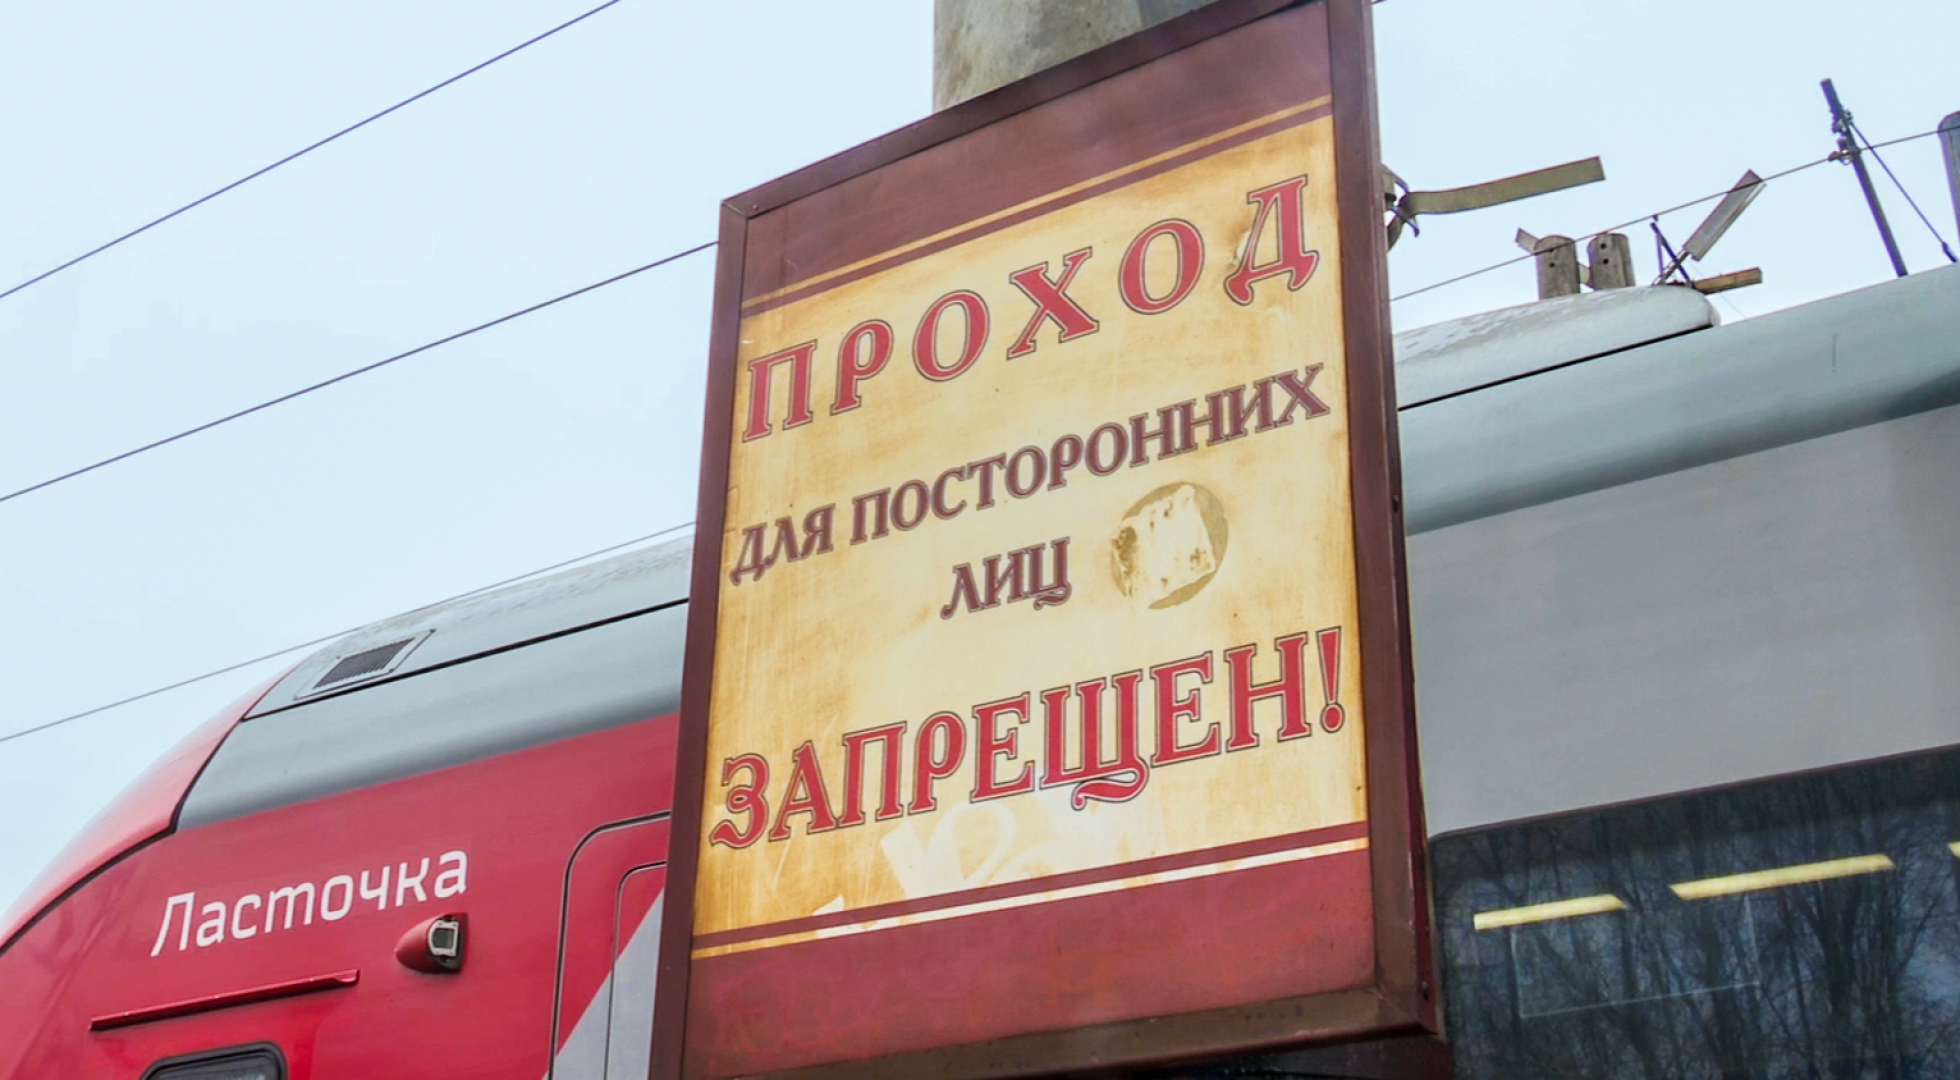 ПРОХОД
ДЛЯ ПОСТОРОННИХ
ЛИЦ
ЗАПРЕЩЕН!
Ласточка